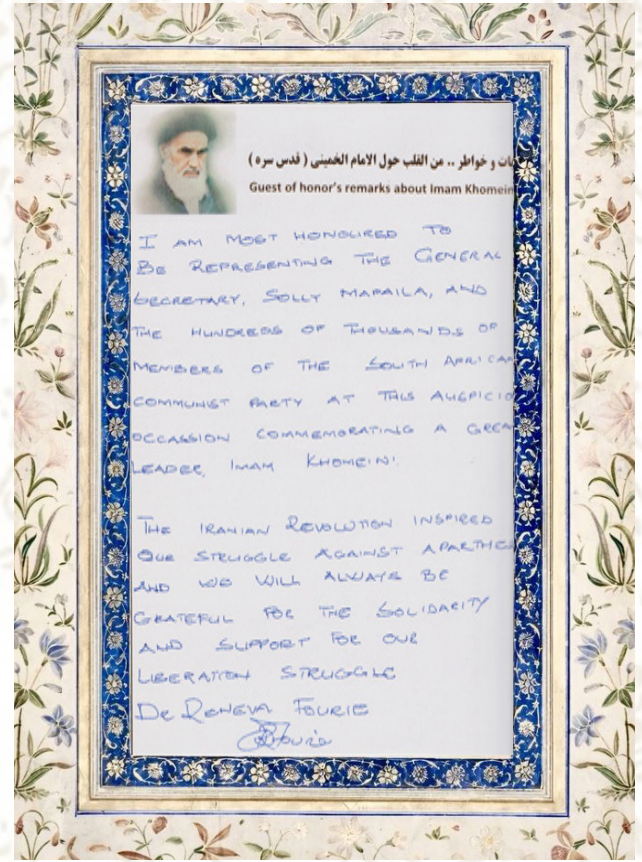 و خواطر .. من القلب حول الامام الخمینی ( قدس سره )
Guest of honor's remarks about Imam Khomein
I AM MOST HONOURED TO
BE REPRESENTING THE GENERAL
SECRETARY, SOLLY MAPAILA, AND
THE HUNDREDS OF THOUSANDS OF
MEMBERS OF THE SOUTH AFRICAN
COMMUNIST PARTY AT THIS AUSPICIO
OCCASSION COMMEMORATING A GREA
LEADER, IMAM KHOMEINI.
THE IRANIAN REVOLUTION INSPIRED
OUR STRUGGLE AGAINST APARTHE
AND WE WILL ALWAYS BE
GRATEFUL FOR THE SOLIDARITY
AND SUPPORT FOR OUR
LIBERATION STRUGGLE
DR RENEVA FOURIE
RFourie